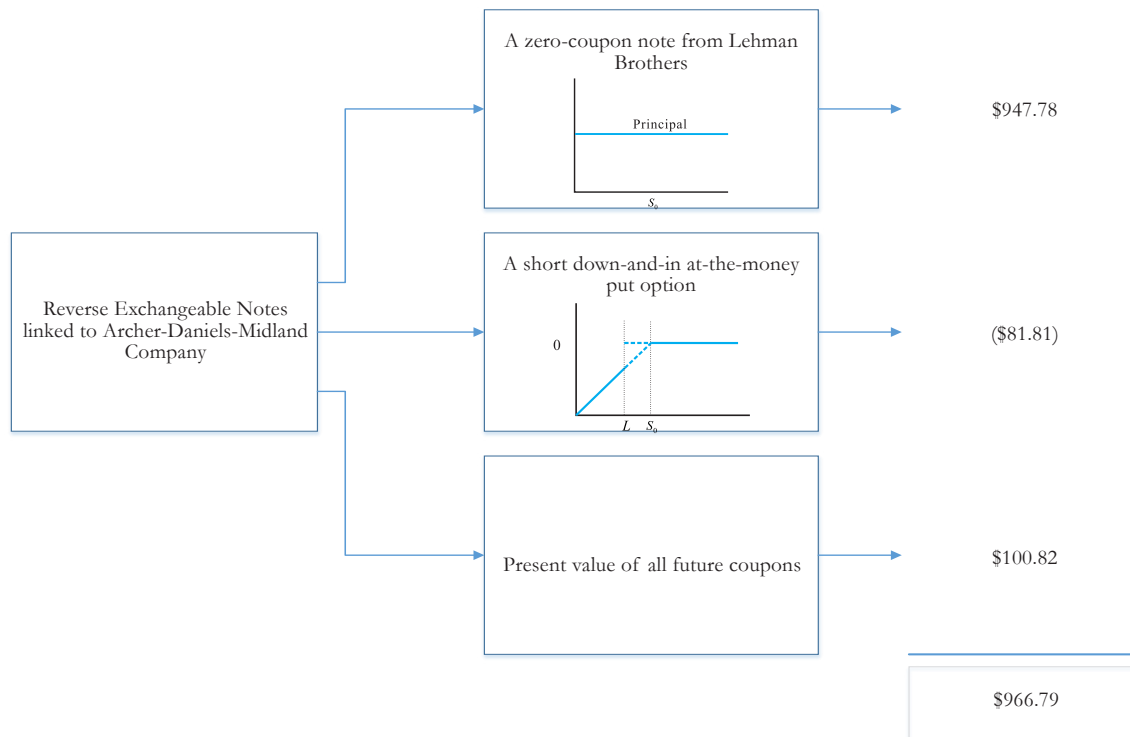 A zero-coupon note from Lehman
Brothers
Principal
S₀
$947.78
Reverse Exchangeable Notes
linked to Archer-Daniels-Midland
Company
A short down-and-in at-the-money
put option
0
L S₀
($81.81)
Present value of all future coupons
$100.82
$966.79